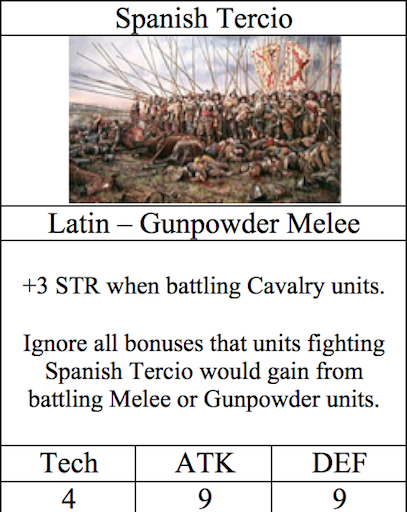 Spanish Tercio
Latin – Gunpowder Melee
+3 STR when battling Cavalry units.
Ignore all bonuses that units fighting
Spanish Tercio would gain from
battling Melee or Gunpowder units.
Tech ATK DEF
4 9 9